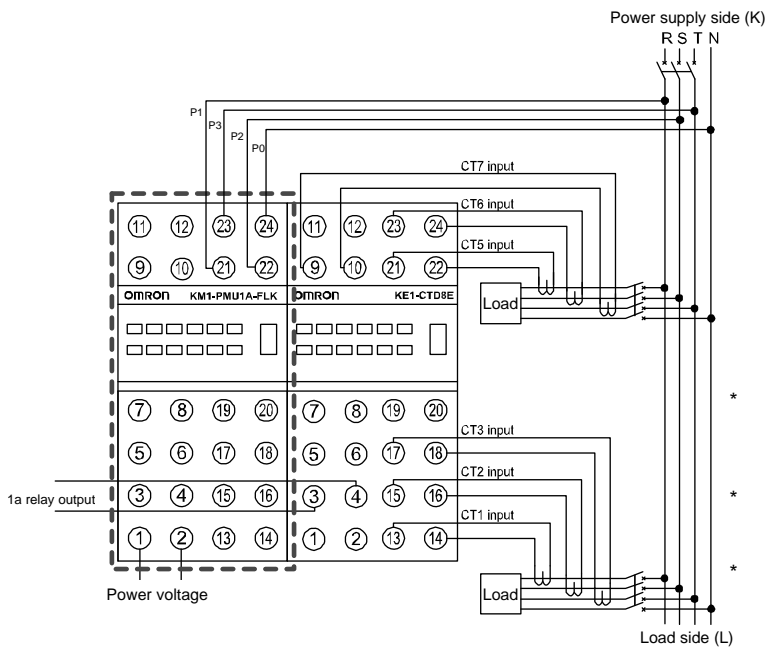 Power supply side (K)
R S T N
P1
P3
P2
P0
CT7 input
CT6 input
CT5 input
11 12 23 24 11 12 23 24
9 10 21 22 9 10 21 22
OMRON KM1-PMU1A-FLK OMRON KE1-CTD8E
Load
7 8 19 20 7 8 19 20
*
CT3 input
5 6 17 18 5 6 17 18
CT2 input
1a relay output
3 4 15 16 3 4 15 16
*
CT1 input
1 2 13 14 1 2 13 14
*
Power voltage
Load
Load side (L)